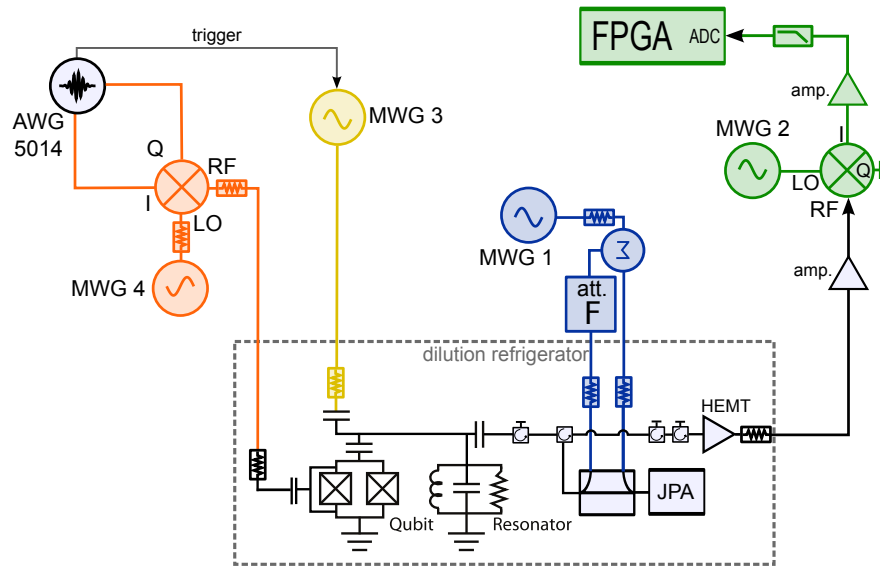 trigger
FPGA ADC
AWG
5014
MWG 3
amp.
MWG 2
I
Q
LO
RF
Q
RF
I
LO
MWG 4
MWG 1
Σ
att.
F
amp.
dilution refrigerator
HEMT
Qubit
Resonator
JPA